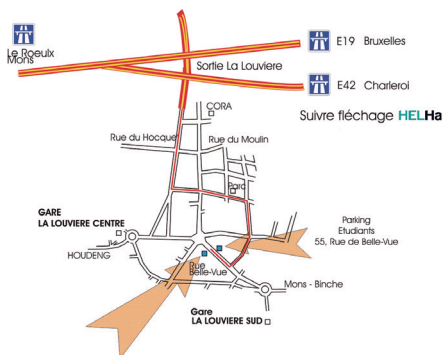 Le Roeulx
Mons
E19 Bruxelles
Sortie La Louviere
E42 Charleroi
CORA
Suivre fléchage HELHa
Rue du Hocque
Rue du Moulin
Parc
GARE
LA LOUVIERE CENTRE
Parking
Etudiants
55, Rue de Belle-Vue
HOUDENG
Rue
Belle-Vue
Mons - Binche
Gare
LA LOUVIERE SUD